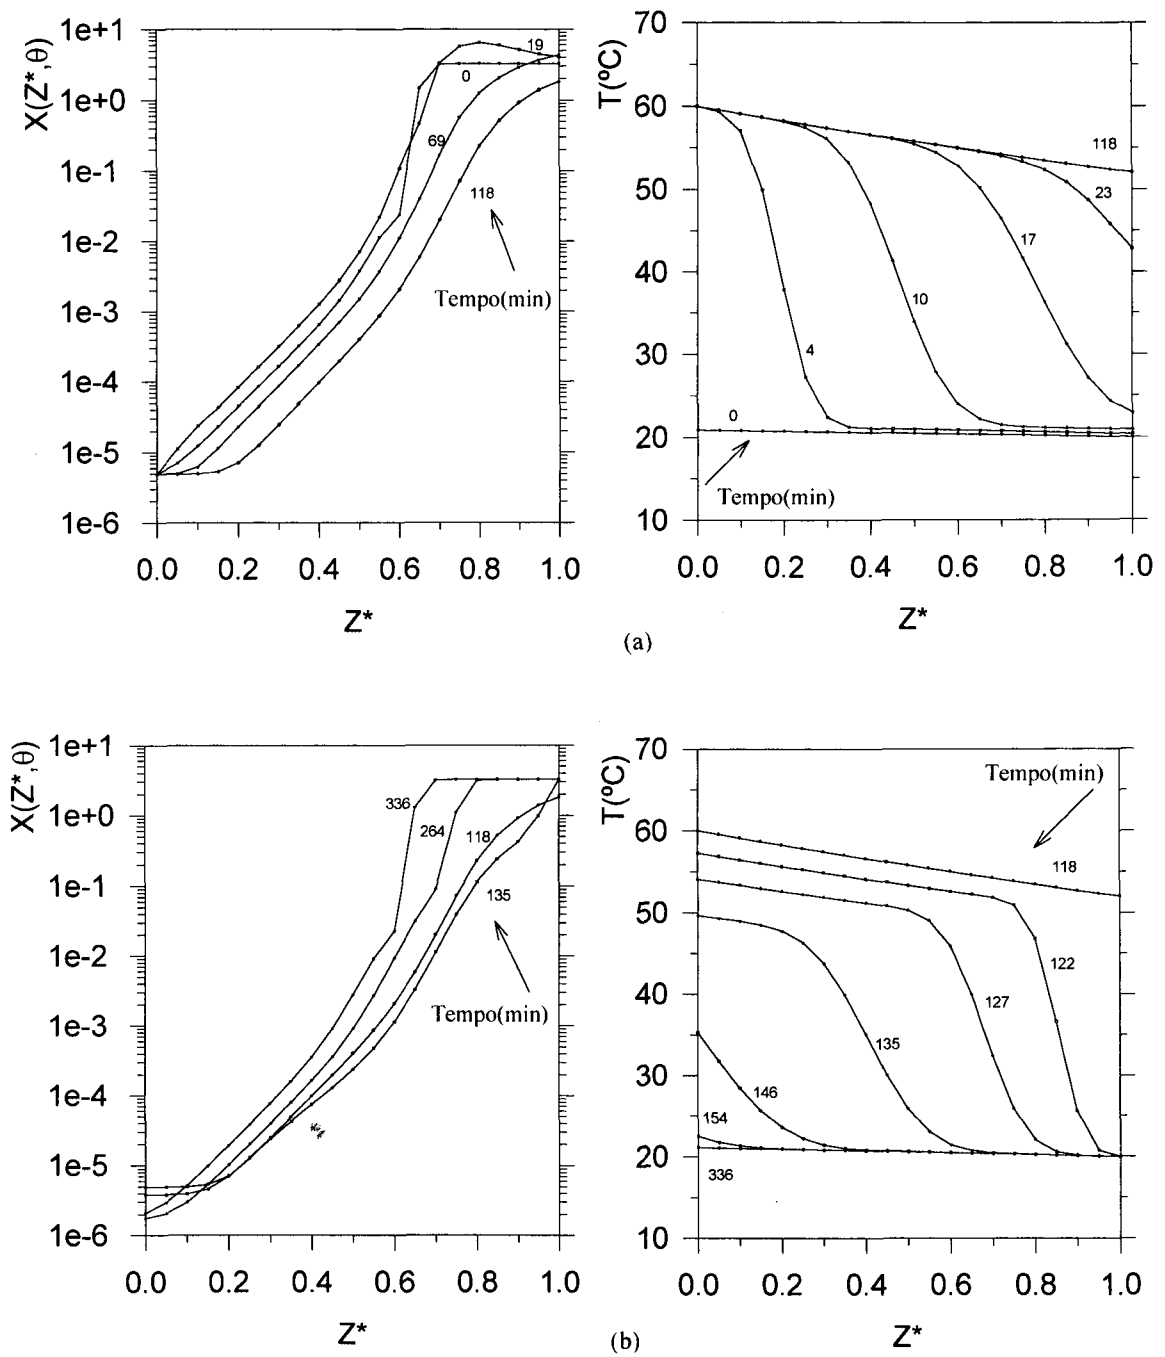 X(Z*,θ)
1e+1
1e+0
1e-1
1e-2
1e-3
1e-4
1e-5
1e-6
19
0
69
118
Tempo(min)
0.0 0.2 0.4 0.6 0.8 1.0
Z*
T(ºC)
70
60
50
40
30
20
10
118
23
17
10
4
0
Tempo(min)
0.0 0.2 0.4 0.6 0.8 1.0
Z*
(a)
X(Z*,θ)
1e+1
1e+0
1e-1
1e-2
1e-3
1e-4
1e-5
1e-6
336
264
118
135
Tempo(min)
0.0 0.2 0.4 0.6 0.8 1.0
Z*
T(ºC)
70
60
50
40
30
20
10
Tempo(min)
118
122
127
135
146
154
336
0.0 0.2 0.4 0.6 0.8 1.0
Z*
(b)